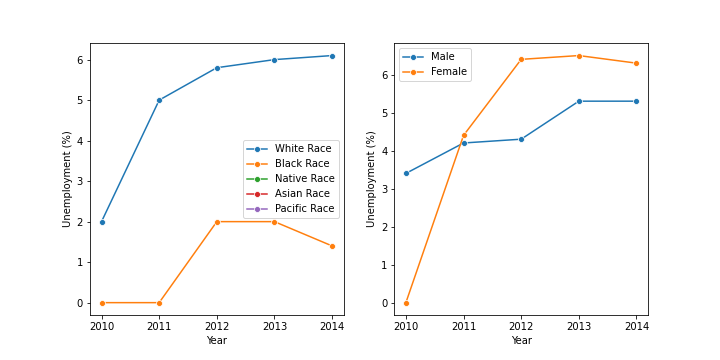 Unemployment (%)
6
5
4
3
2
1
0
White Race
Black Race
Native Race
Asian Race
Pacific Race
2010 2011 2012 2013 2014
Year
Unemployment (%)
6
5
4
3
2
1
0
Male
Female
2010 2011 2012 2013 2014
Year